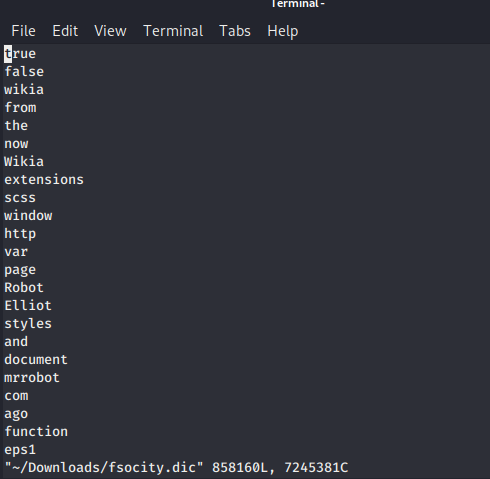 Terminal -
File Edit View Terminal Tabs Help
true
false
wikia
from
the
now
Wikia
extensions
scss
window
http
var
page
Robot
Elliot
styles
and
document
mrrobot
com
ago
function
eps1
"~/Downloads/fsocity.dic" 858160L, 7245381C